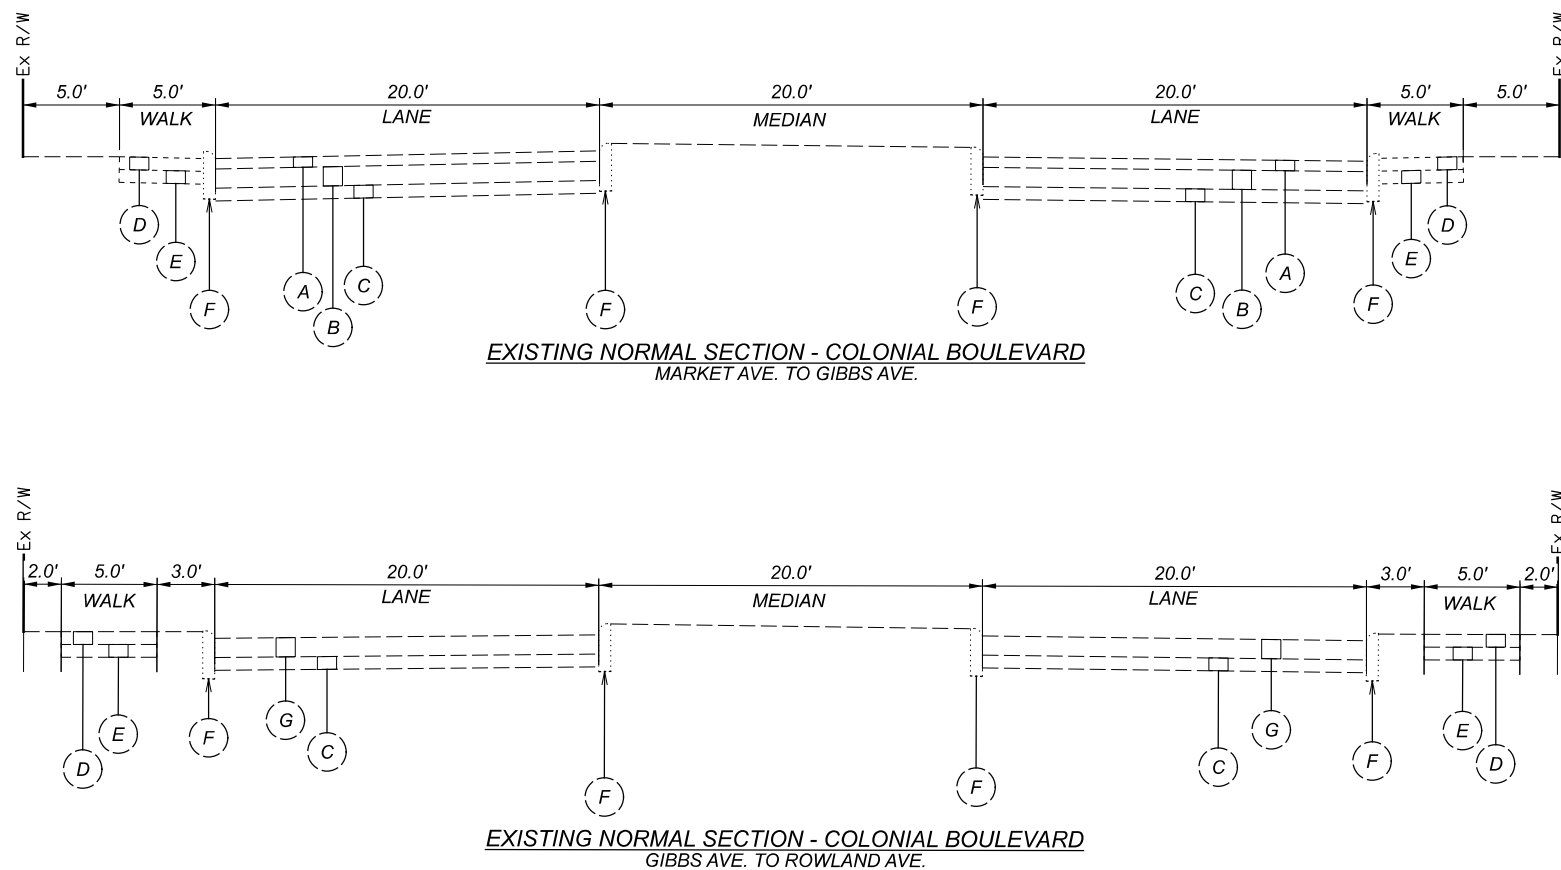 Ex R/W
Ex R/W
5.0' 5.0' 20.0' 20.0' 20.0' 5.0' 5.0'
WALK LANE MEDIAN LANE WALK
D
E
F
A
B
C
F
F
C
B
A
F
E
D
EXISTING NORMAL SECTION - COLONIAL BOULEVARD
MARKET AVE. TO GIBBS AVE.
Ex R/W
Ex R/W
2.0' 5.0' 3.0' 20.0' 20.0' 20.0' 3.0' 5.0' 2.0'
WALK LANE MEDIAN LANE WALK
D
E
F
G
C
F
F
C
G
F
E
D
EXISTING NORMAL SECTION - COLONIAL BOULEVARD
GIBBS AVE. TO ROWLAND AVE.